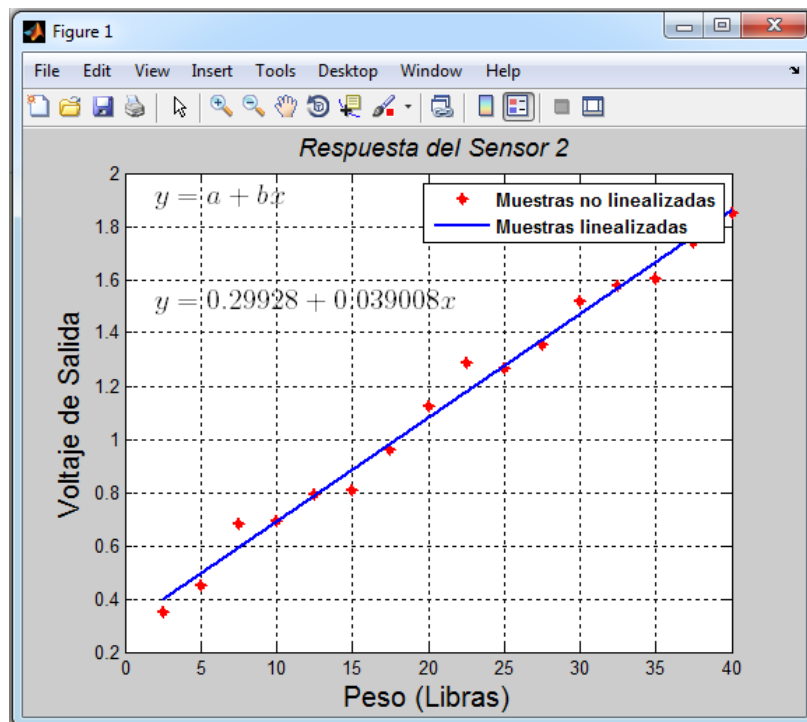 Figure 1
File Edit View Insert Tools Desktop Window Help
Respuesta del Sensor 2
y = a + bx
y = 0.29928 + 0.039008x
Muestras no linealizadas
Muestras linealizadas
Voltaje de Salida
2
1.8
1.6
1.4
1.2
1
0.8
0.6
0.4
0.2
0 5 10 15 20 25 30 35 40
Peso (Libras)